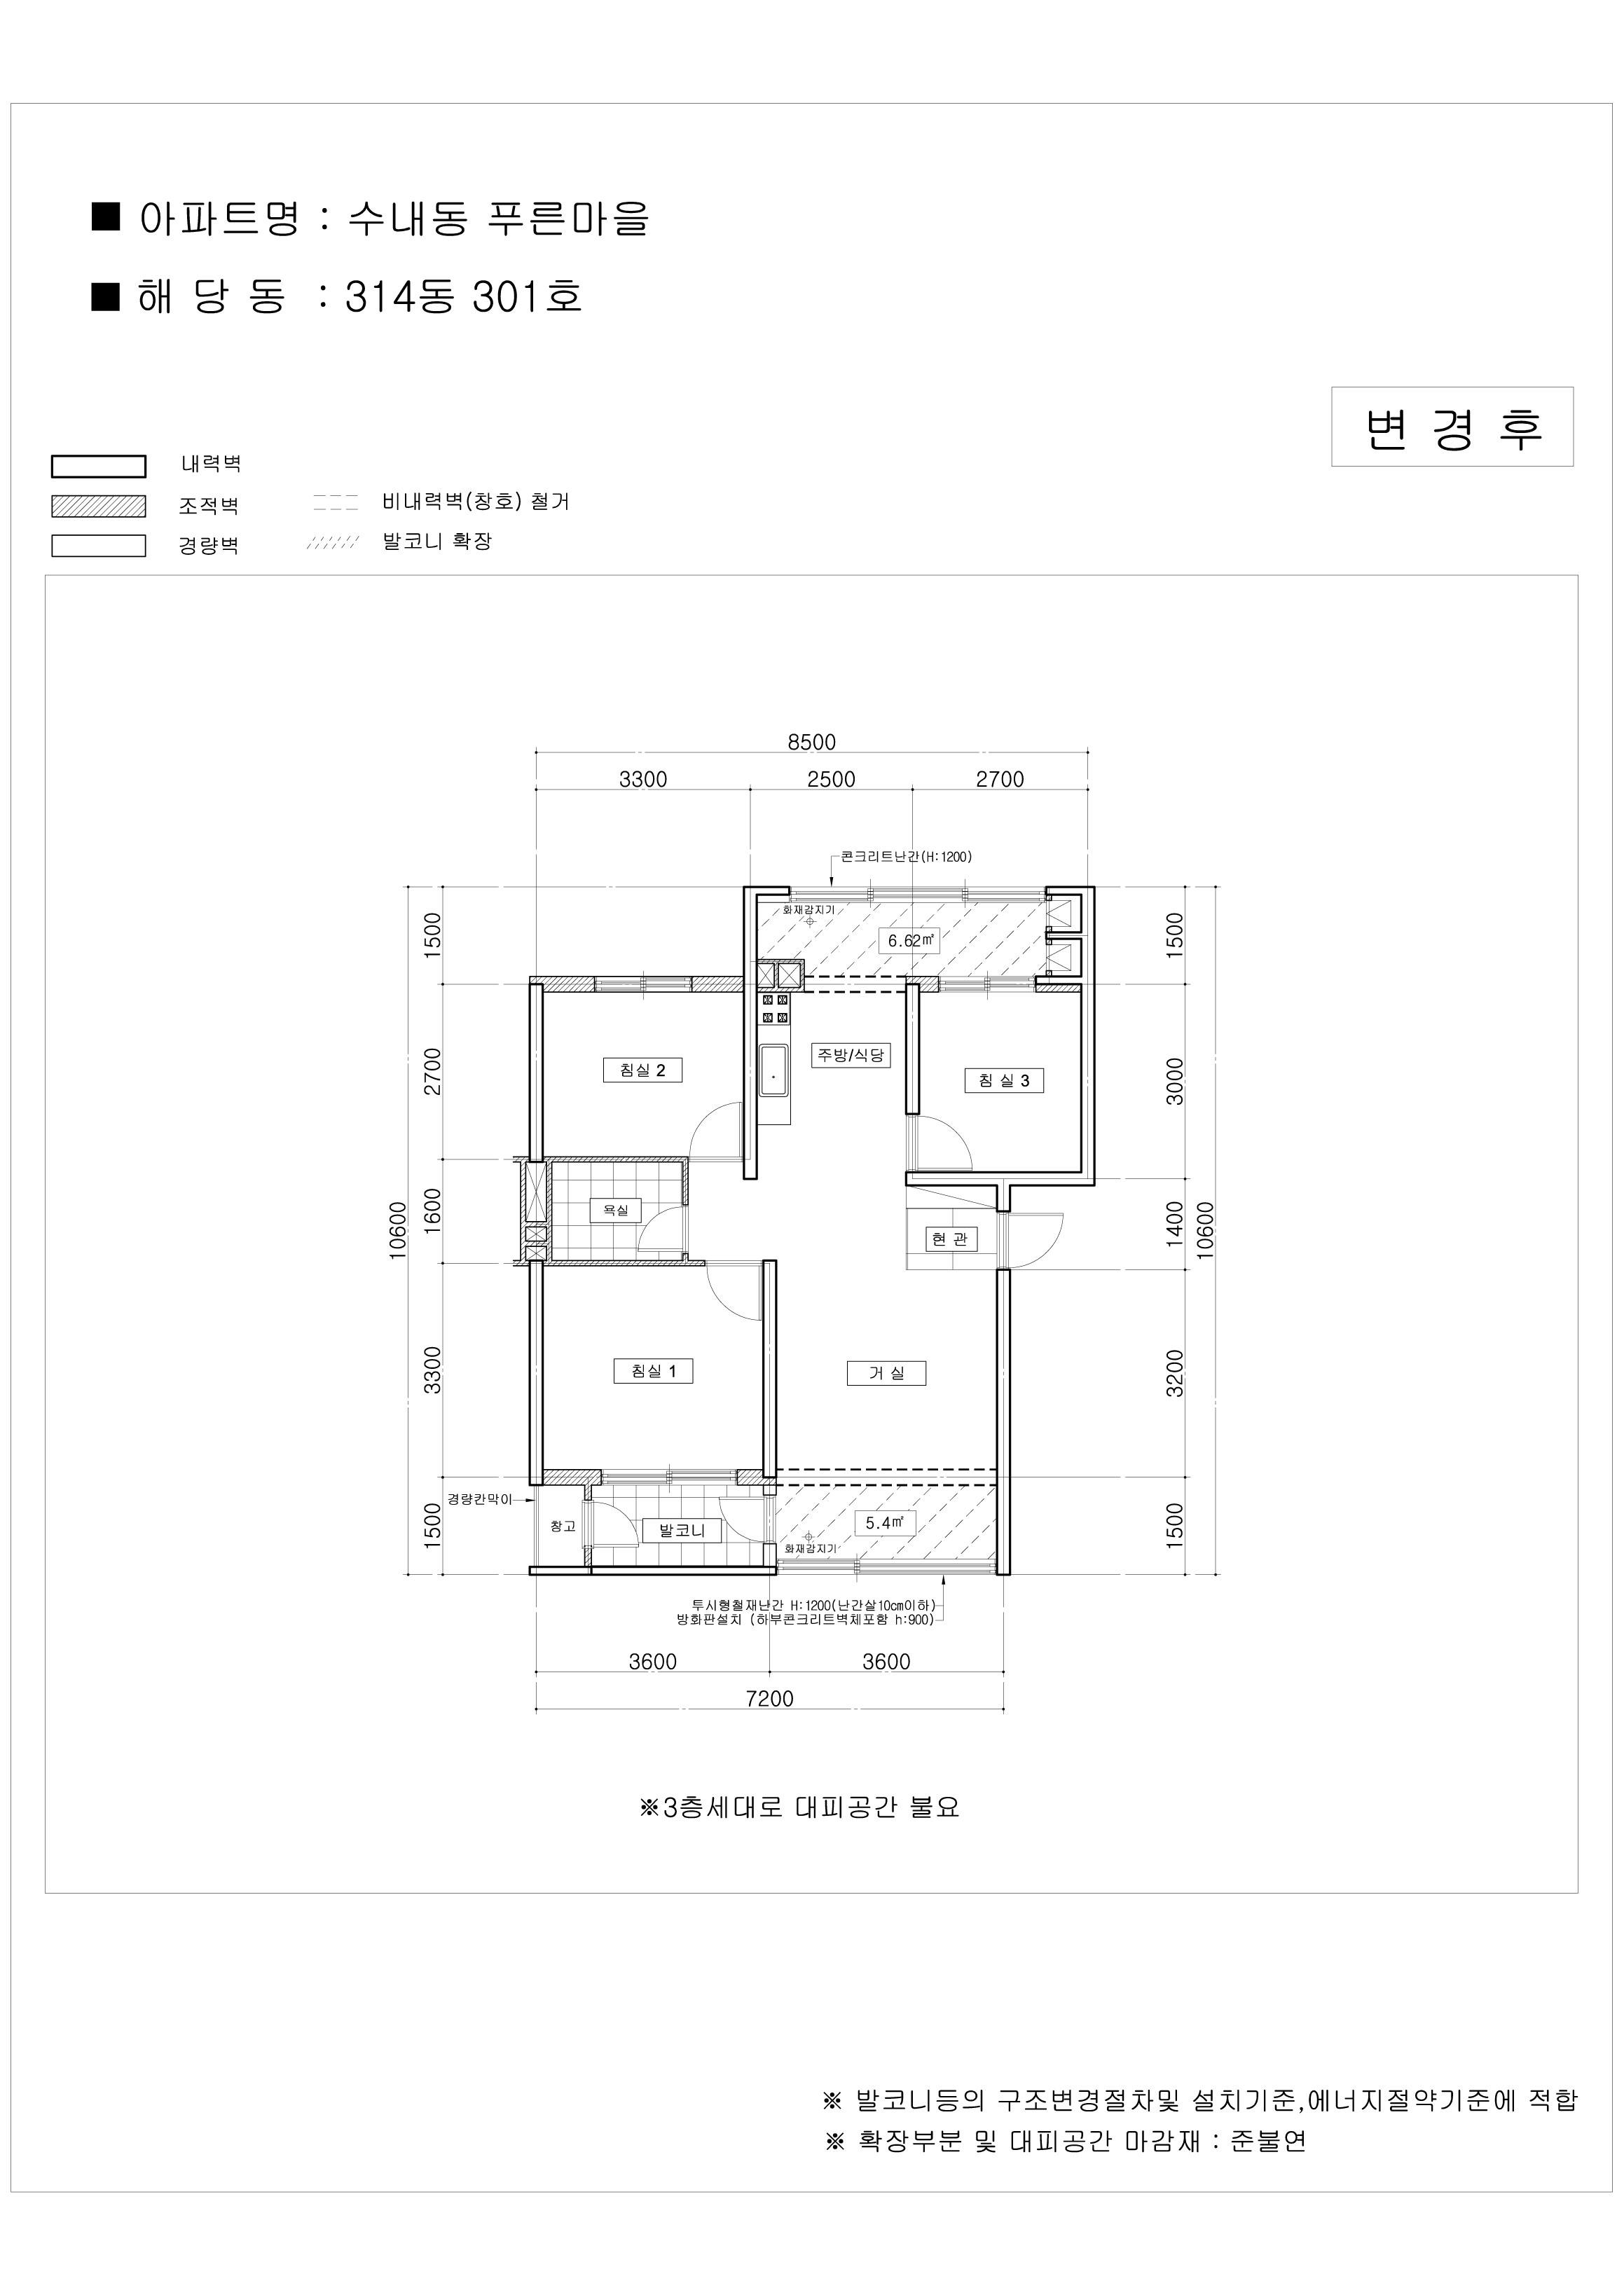 ■ 아파트명 : 수내동 푸른마을
■ 해 당 동 : 314동 301호
변 경 후
내력벽
조적벽
비내력벽(창호) 철거
경량벽
발코니 확장
8500
3300
2500
2700
콘크리트난간(H:1200)
화재감지기
6.62㎡
1500
1500
주방/식당
침실 2
침 실 3
2700
3000
욕실
현 관
10600
1600
1400
10600
침실 1
거 실
3300
3200
경량칸막이
창고
발코니
5.4㎡
화재감지기
1500
1500
투시형철재난간 H:1200(난간살10cm이하)
방화판설치 (하부콘크리트벽체포함 h:900)
3600
3600
7200
※3층세대로 대피공간 불요
※ 발코니등의 구조변경절차및 설치기준,에너지절약기준에 적합
※ 확장부분 및 대피공간 마감재 : 준불연